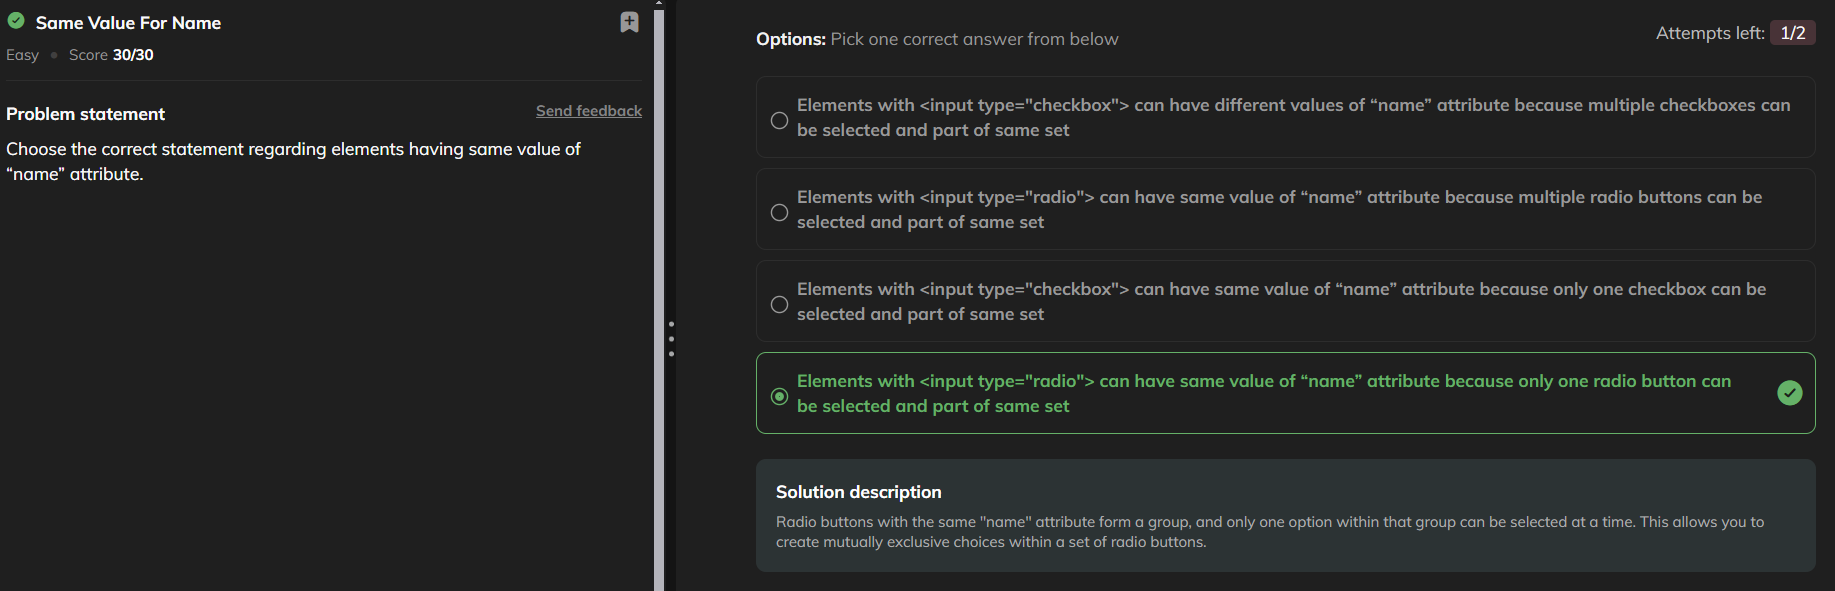 Same Value For Name
Easy • Score 30/30
Problem statement
Send feedback
Choose the correct statement regarding elements having same value of
“name” attribute.
Options: Pick one correct answer from below
Attempts left: 1/2
Elements with <input type="checkbox"> can have different values of “name” attribute because multiple checkboxes can
be selected and part of same set
Elements with <input type="radio"> can have same value of “name” attribute because multiple radio buttons can be
selected and part of same set
Elements with <input type="checkbox"> can have same value of “name” attribute because only one checkbox can be
selected and part of same set
Elements with <input type="radio"> can have same value of “name” attribute because only one radio button can
be selected and part of same set
Solution description
Radio buttons with the same "name" attribute form a group, and only one option within that group can be selected at a time. This allows you to
create mutually exclusive choices within a set of radio buttons.